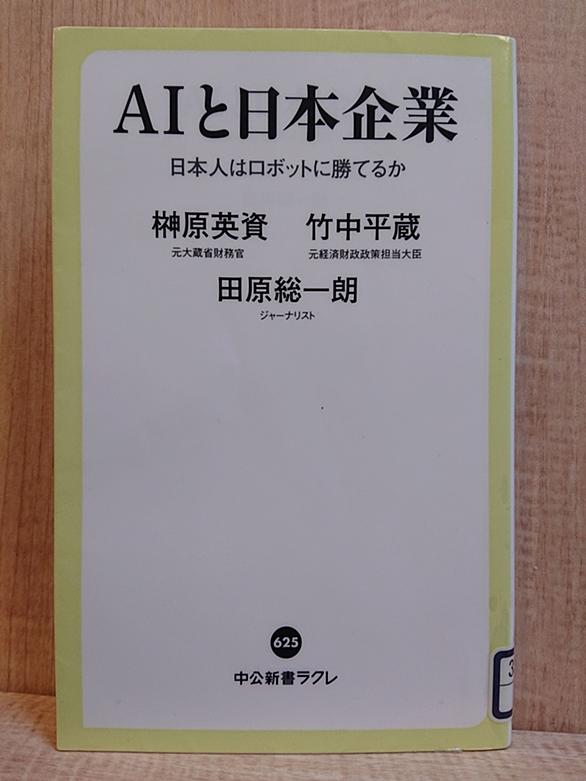 AIと日本企業
日本人はロボットに勝てるか
榊原英資 竹中平蔵
元大蔵省財務官 元経済財政政策担当大臣
田原総一朗
ジャーナリスト
625
中公新書ラクレ
3